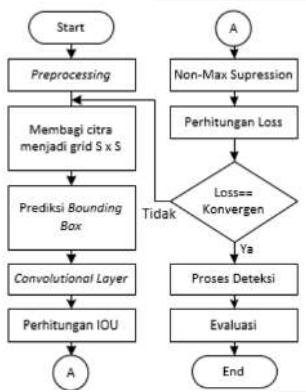 Start
Preprocessing
Membagi citra
menjadi grid S x S
Prediksi Bounding
Box
Convolutional Layer
Perhitungan IOU
A
A
Non-Max Supression
Perhitungan Loss
Loss==
Konvergen
Tidak
Ya
Proses Deteksi
Evaluasi
End